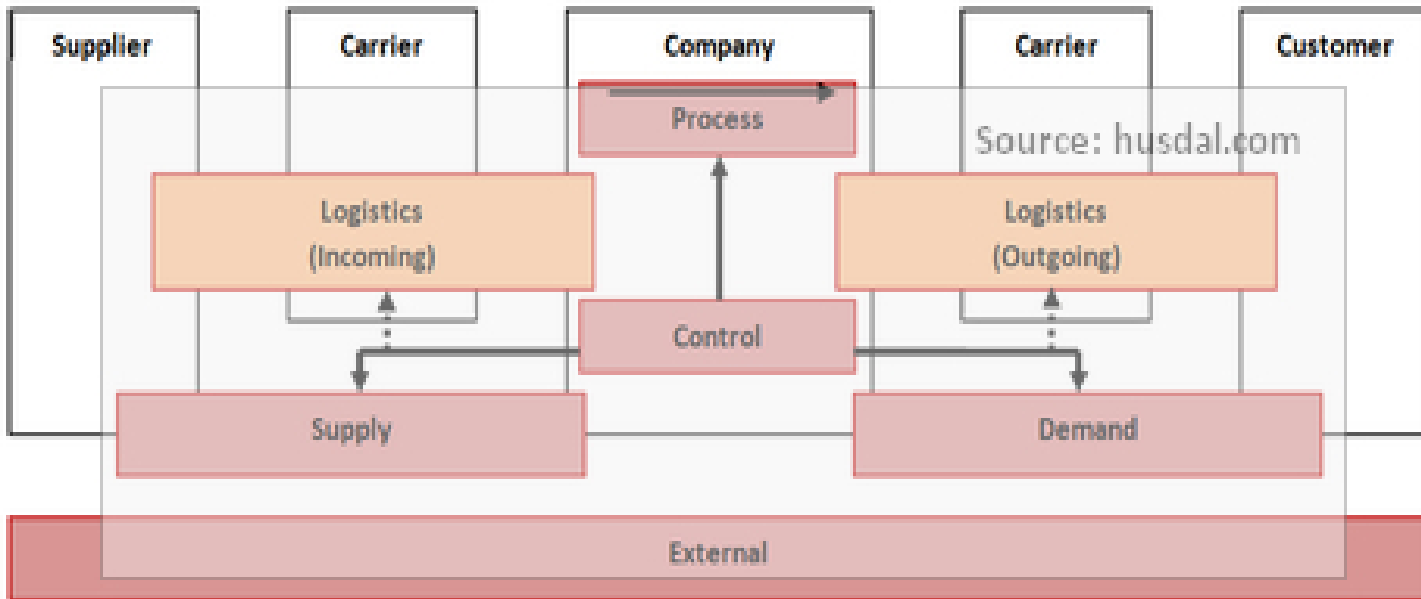 Supplier
Carrier
Company
Carrier
Customer
Process
Source: husdal.com
Logistics
(Incoming)
Logistics
(Outgoing)
Control
Supply
Demand
External